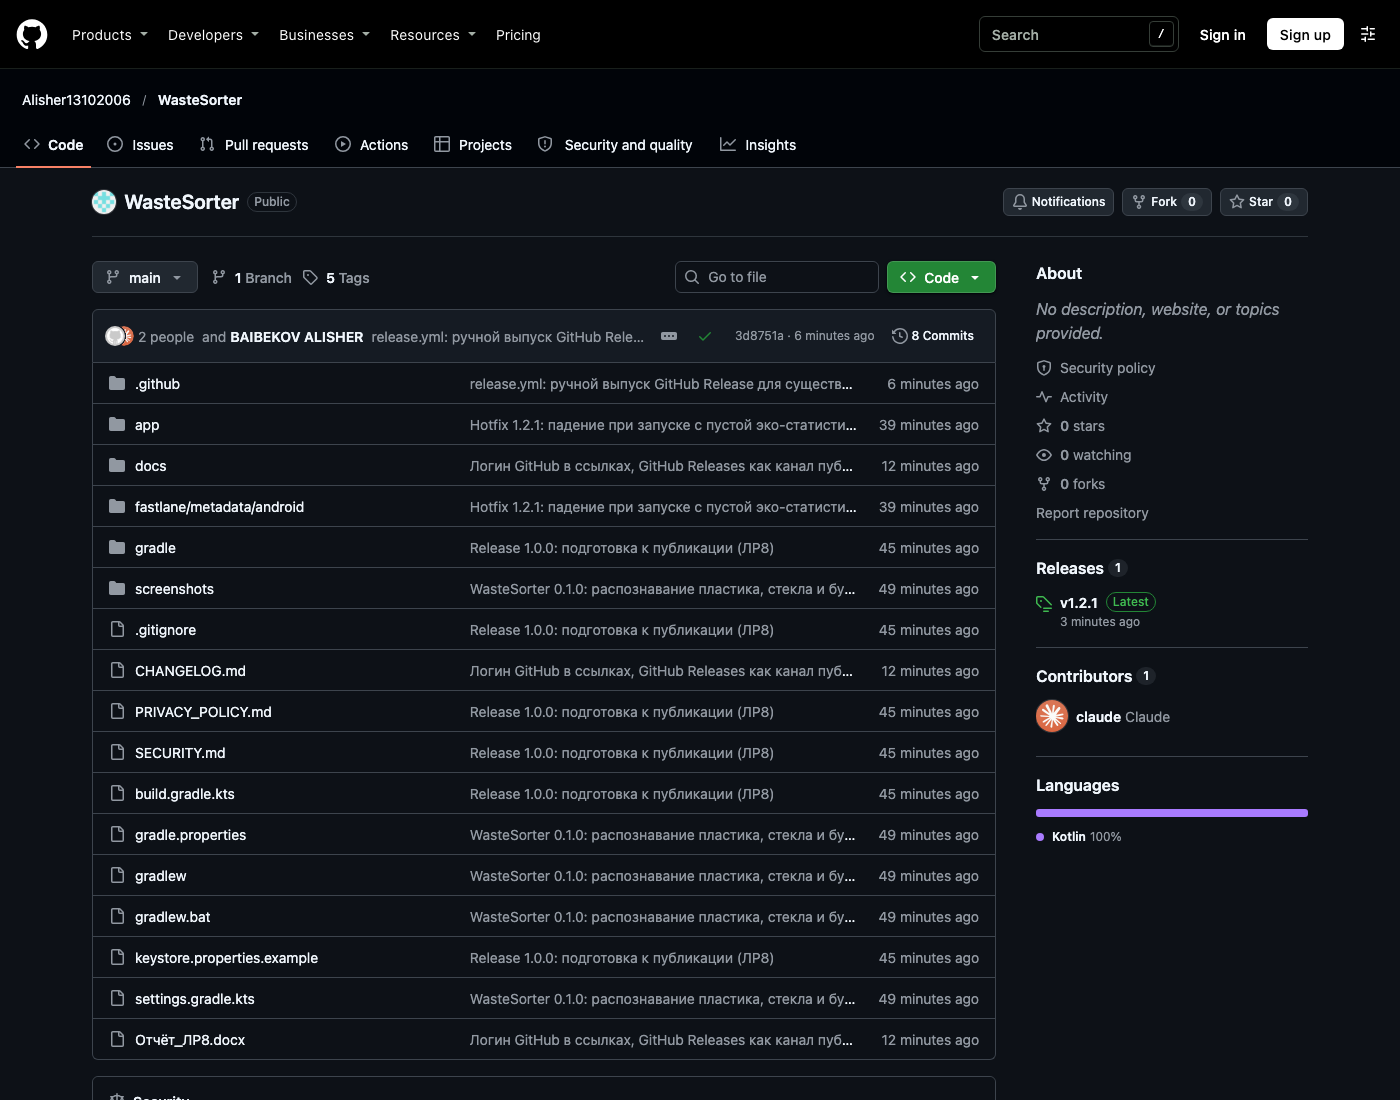 Products Developers Businesses Resources Pricing Search / Sign in Sign up
Alisher13102006 / WasteSorter
Code Issues Pull requests Actions Projects Security and quality Insights
WasteSorter Public Notifications Fork 0 Star 0
main 1 Branch 5 Tags Go to file Code
2 people and BAIBEKOV ALISHER release.yml: ручной выпуск GitHub Rele... 3d8751a · 6 minutes ago 8 Commits
.github release.yml: ручной выпуск GitHub Release для существ... 6 minutes ago
app Hotfix 1.2.1: падение при запуске с пустой эко-статисти... 39 minutes ago
docs Логин GitHub в ссылках, GitHub Releases как канал пуб... 12 minutes ago
fastlane/metadata/android Hotfix 1.2.1: падение при запуске с пустой эко-статисти... 39 minutes ago
gradle Release 1.0.0: подготовка к публикации (ЛР8) 45 minutes ago
screenshots WasteSorter 0.1.0: распознавание пластика, стекла и бу... 49 minutes ago
.gitignore Release 1.0.0: подготовка к публикации (ЛР8) 45 minutes ago
CHANGELOG.md Логин GitHub в ссылках, GitHub Releases как канал пуб... 12 minutes ago
PRIVACY_POLICY.md Release 1.0.0: подготовка к публикации (ЛР8) 45 minutes ago
SECURITY.md Release 1.0.0: подготовка к публикации (ЛР8) 45 minutes ago
build.gradle.kts Release 1.0.0: подготовка к публикации (ЛР8) 45 minutes ago
gradle.properties WasteSorter 0.1.0: распознавание пластика, стекла и бу... 49 minutes ago
gradlew WasteSorter 0.1.0: распознавание пластика, стекла и бу... 49 minutes ago
gradlew.bat WasteSorter 0.1.0: распознавание пластика, стекла и бу... 49 minutes ago
keystore.properties.example Release 1.0.0: подготовка к публикации (ЛР8) 45 minutes ago
settings.gradle.kts WasteSorter 0.1.0: распознавание пластика, стекла и бу... 49 minutes ago
Отчёт_ЛР8.docx Логин GitHub в ссылках, GitHub Releases как канал пуб... 12 minutes ago
Security
About
No description, website, or topics
provided.
Security policy
Activity
0 stars
0 watching
0 forks
Report repository
Releases 1
v1.2.1 Latest
3 minutes ago
Contributors 1
claude Claude
Languages
Kotlin 100%